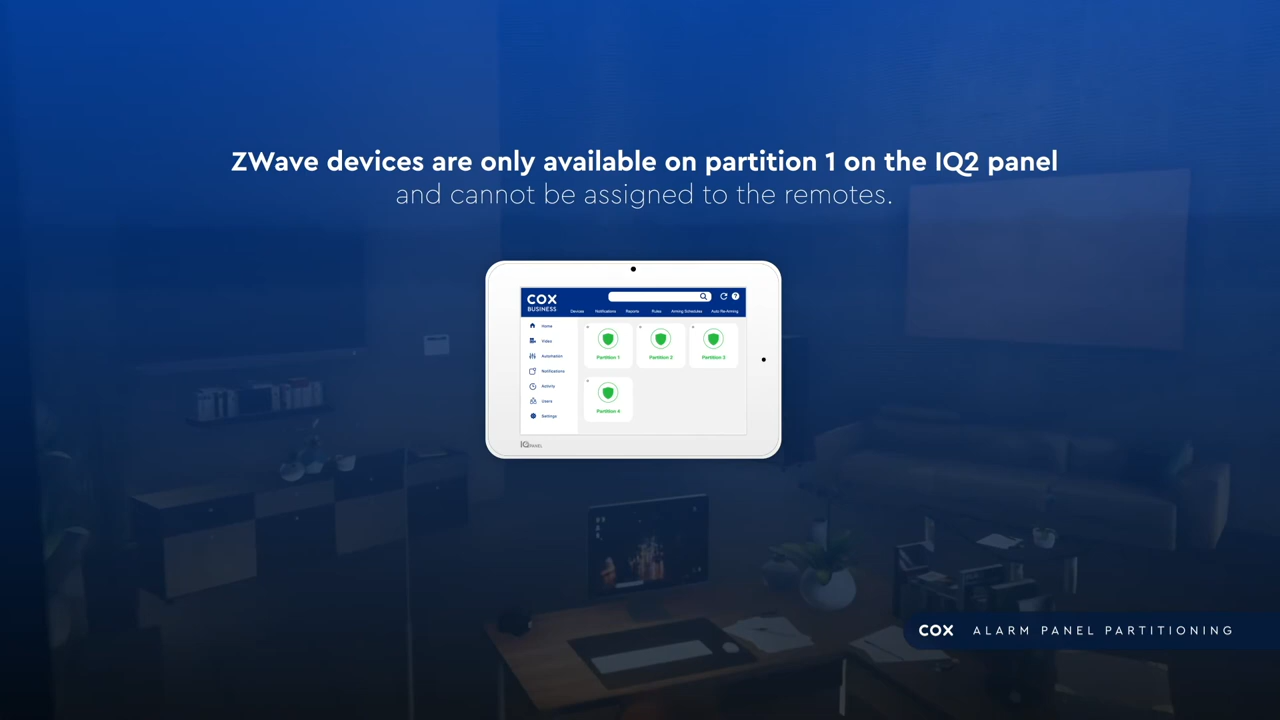 ZWave devices are only available on partition 1 on the IQ2 panel
and cannot be assigned to the remotes.
COX
BUSINESS
Devices Notifications Reports Rules Arming Schedules Auto Re-Arming
Home
Video
Automation
Notifications
Activity
Users
Settings
Partition 1 Partition 2 Partition 3
Partition 4
IQ PANEL
COX ALARM PANEL PARTITIONING